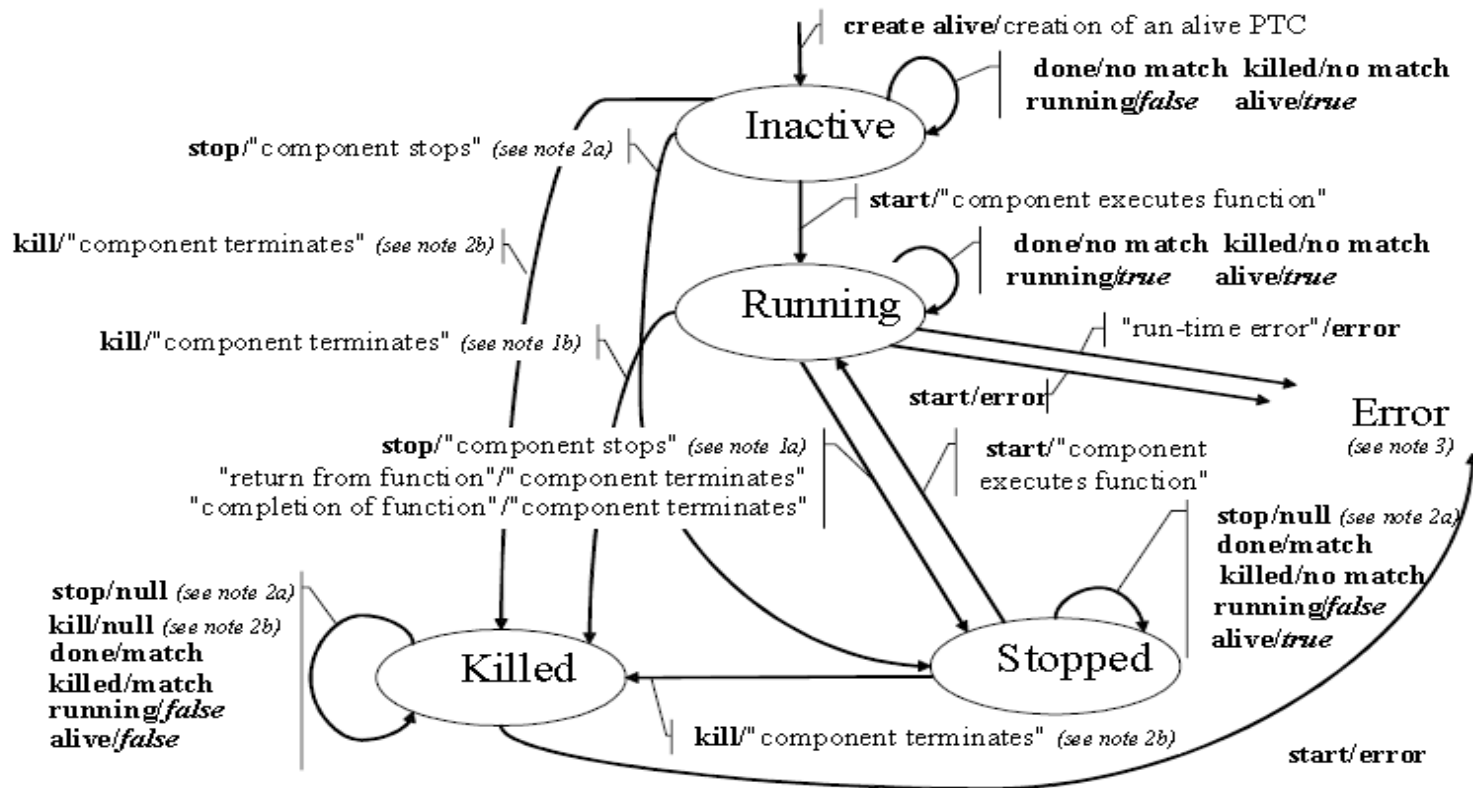 create alive/creation of an alive PTC
done/no match killed/no match
running/false alive/true
Inactive
stop/"component stops" (see note 2a)
start/"component executes function"
kill/"component terminates" (see note 2b)
done/no match killed/no match
running/true alive/true
Running
kill/"component terminates" (see note 1b)
"run-time error"/error
start/error
Error
(see note 3)
stop/"component stops" (see note 1a)
"return from function"/"component terminates"
"completion of function"/"component terminates"
start/"component
executes function"
stop/null (see note 2a)
done/match
killed/no match
running/false
alive/true
stop/null (see note 2a)
kill/null (see note 2b)
done/match
killed/match
running/false
alive/false
Killed
Stopped
kill/"component terminates" (see note 2b)
start/error